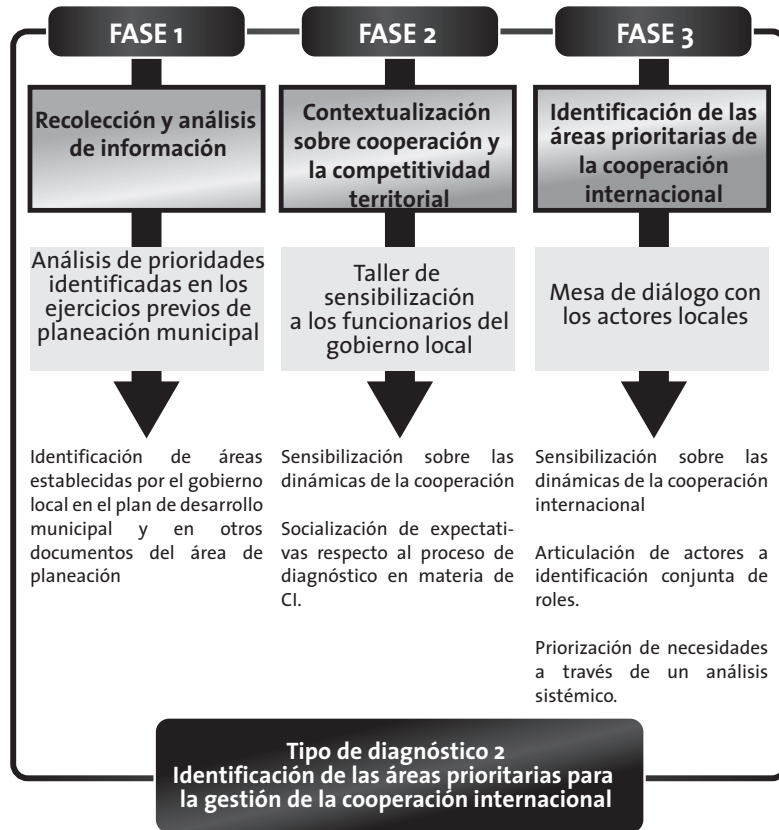 FASE 1
Recolección y análisis
de información
Análisis de prioridades
identificadas en los
ejercicios previos de
planeación municipal
Identificación de áreas
establecidas por el gobierno
local en el plan de desarrollo
municipal y en otros
documentos del área de
planeación
FASE 2
Contextualización
sobre cooperación y
la competitividad
territorial
Taller de
sensibilización
a los funcionarios del
gobierno local
Sensibilización sobre las
dinámicas de la cooperación
Socialización de expectati-
vas respecto al proceso de
diagnóstico en materia de
CI.
FASE 3
Identificación de las
áreas prioritarias de
la cooperación
internacional
Mesa de diálogo con
los actores locales
Sensibilización sobre las
dinámicas de la cooperación
internacional
Articulación de actores a
identificación conjunta de
roles.
Priorización de necesidades
a través de un análisis
sistémico.
Tipo de diagnóstico 2
Identificación de las áreas prioritarias para
la gestión de la cooperación internacional